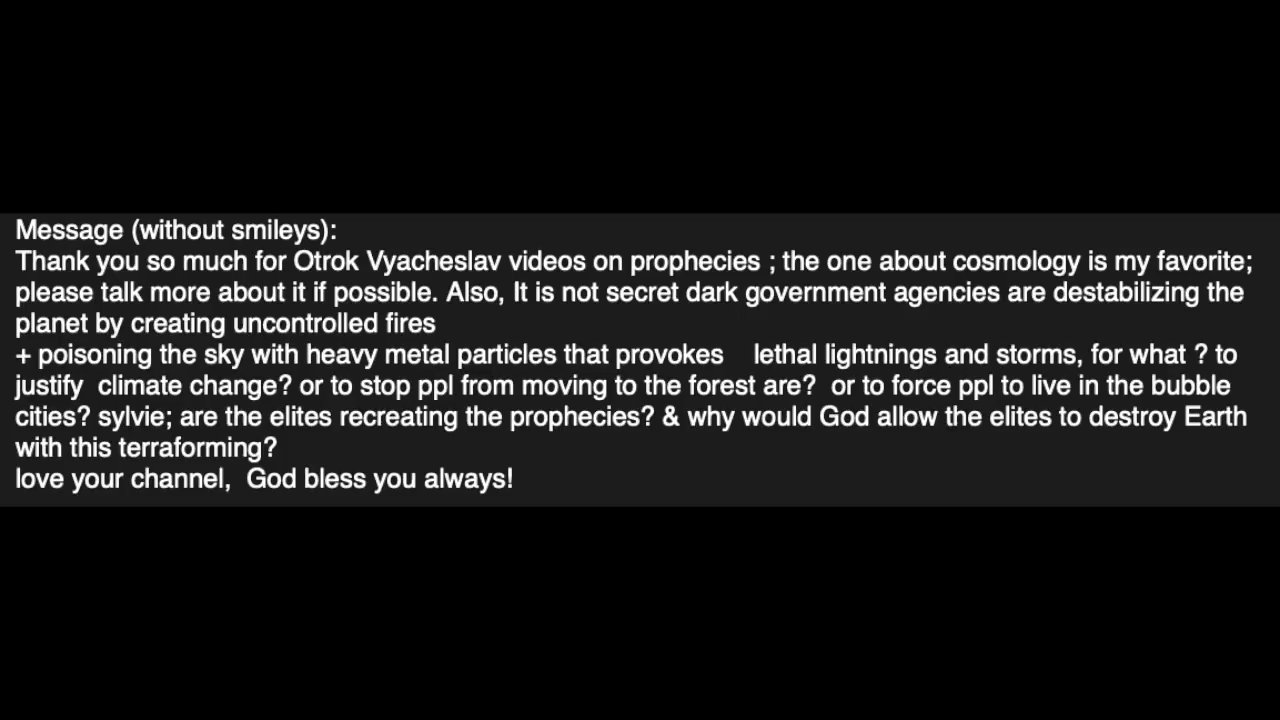 Message (without smileys):
Thank you so much for Otrok Vyacheslav videos on prophecies ; the one about cosmology is my favorite;
please talk more about it if possible. Also, It is not secret dark government agencies are destabilizing the
planet by creating uncontrolled fires
+ poisoning the sky with heavy metal particles that provokes    lethal lightnings and storms, for what ? to
justify  climate change? or to stop ppl from moving to the forest are?  or to force ppl to live in the bubble
cities? sylvie; are the elites recreating the prophecies? & why would God allow the elites to destroy Earth
with this terraforming?
love your channel,  God bless you always!